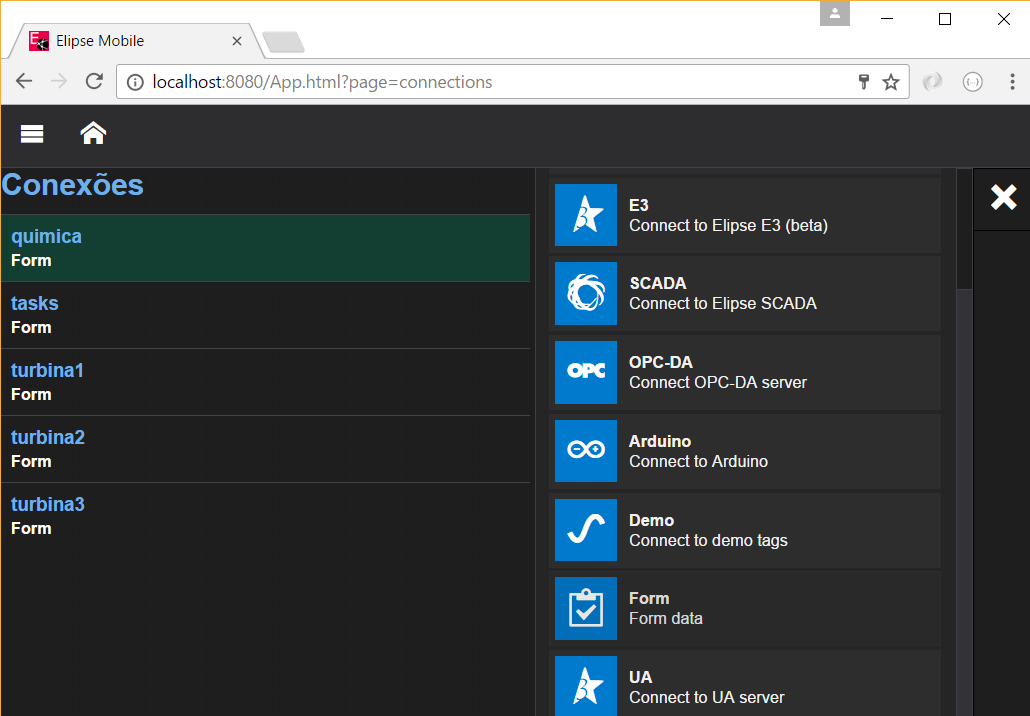 Elipse Mobile
localhost:8080/App.html?page=connections
Conexões
quimica
Form
tasks
Form
turbina1
Form
turbina2
Form
turbina3
Form
E3
Connect to Elipse E3 (beta)
SCADA
Connect to Elipse SCADA
OPC
OPC-DA
Connect OPC-DA server
Arduino
Connect to Arduino
Demo
Connect to demo tags
Form
Form data
UA
Connect to UA server